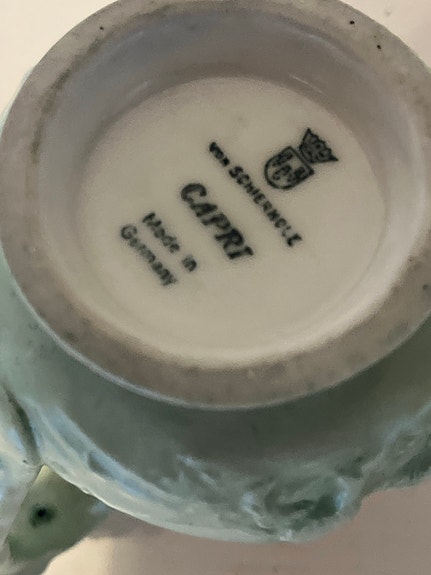 VON SCHIERHOLZ
CAPRI
Made in
Germany